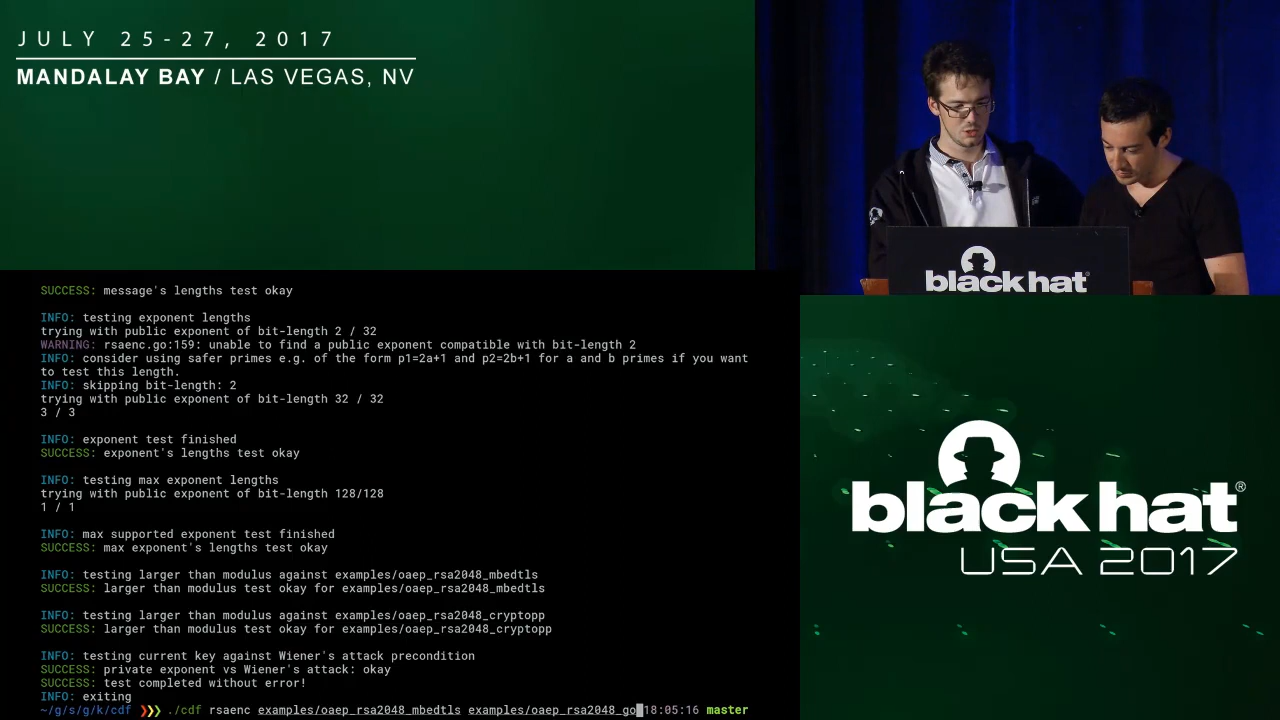 JULY 25-27, 2017
MANDALAY BAY / LAS VEGAS, NV
black hat
SUCCESS: message's lengths test okay
INFO: testing exponent lengths
trying with public exponent of bit-length 2 / 32
WARNING: rsaenc.go:159: unable to find a public exponent compatible with bit-length 2
INFO: consider using safer primes e.g. of the form p1=2a+1 and p2=2b+1 for a and b primes if you want
to test this length.
INFO: skipping bit-length: 2
trying with public exponent of bit-length 32 / 32
3 / 3
INFO: exponent test finished
SUCCESS: exponent's lengths test okay
INFO: testing max exponent lengths
trying with public exponent of bit-length 128/128
1 / 1
INFO: max supported exponent test finished
SUCCESS: max exponent's lengths test okay
INFO: testing larger than modulus against examples/oaep_rsa2048_mbedtls
SUCCESS: larger than modulus test okay for examples/oaep_rsa2048_mbedtls
INFO: testing larger than modulus against examples/oaep_rsa2048_cryptopp
SUCCESS: larger than modulus test okay for examples/oaep_rsa2048_cryptopp
INFO: testing current key against Wiener's attack precondition
SUCCESS: private exponent vs Wiener's attack: okay
SUCCESS: test completed without error!
INFO: exiting
~/g/s/g/k/cdf ❯❯❯ ./cdf rsaenc examples/oaep_rsa2048_mbedtls examples/oaep_rsa2048_go 18:05:16 master
black hat®
USA 2017